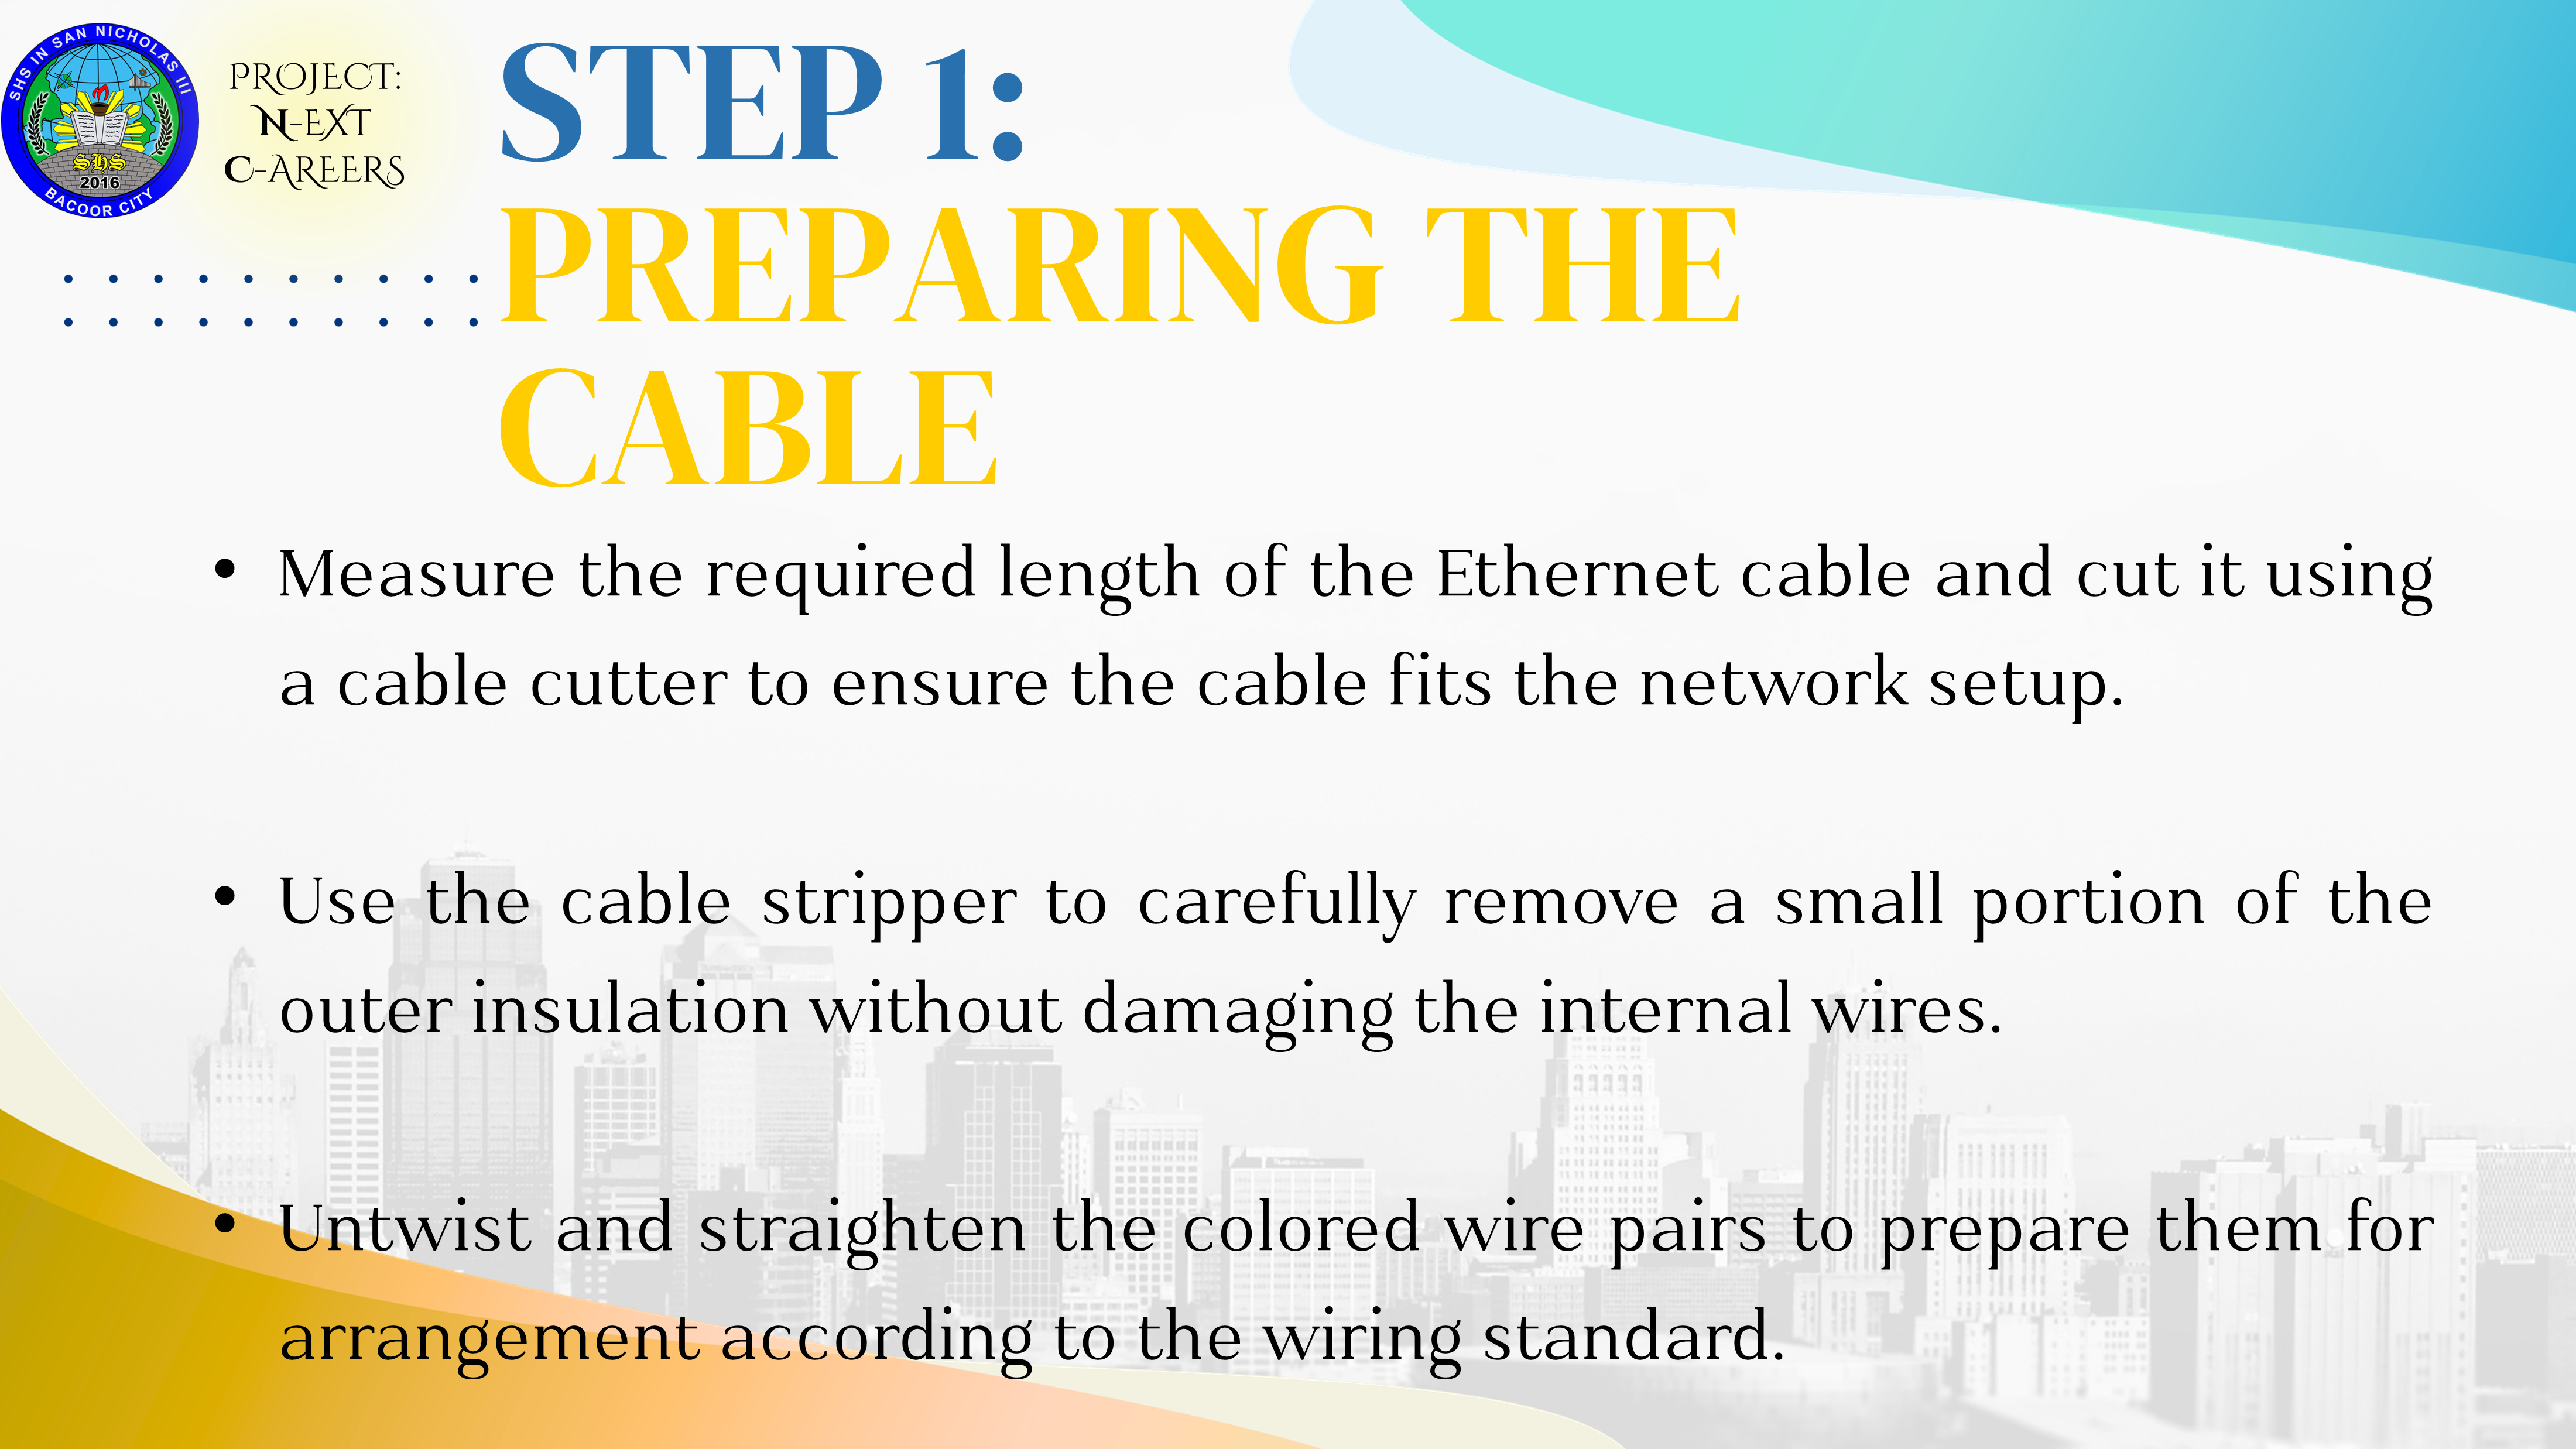 SHS IN SAN NICHOLAS III
SHS
2016
BACOOR CITY
PROJECT:
N-EXT
C-AREERS
STEP 1:
PREPARING THE
CABLE
• Measure the required length of the Ethernet cable and cut it using
a cable cutter to ensure the cable fits the network setup.
• Use the cable stripper to carefully remove a small portion of the
outer insulation without damaging the internal wires.
• Untwist and straighten the colored wire pairs to prepare them for
arrangement according to the wiring standard.